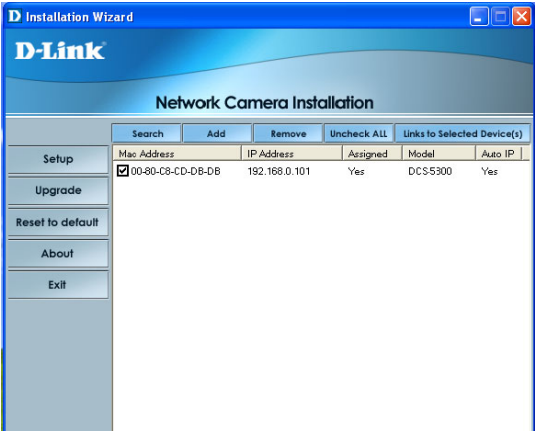 D Installation Wizard
D-Link
Network Camera Installation
Search Add Remove Uncheck ALL Links to Selected Device(s)
Mac Address IP Address Assigned Model Auto IP
00-80-C8-CD-DB-DB 192.168.0.101 Yes DCS-5300 Yes
Setup
Upgrade
Reset to default
About
Exit